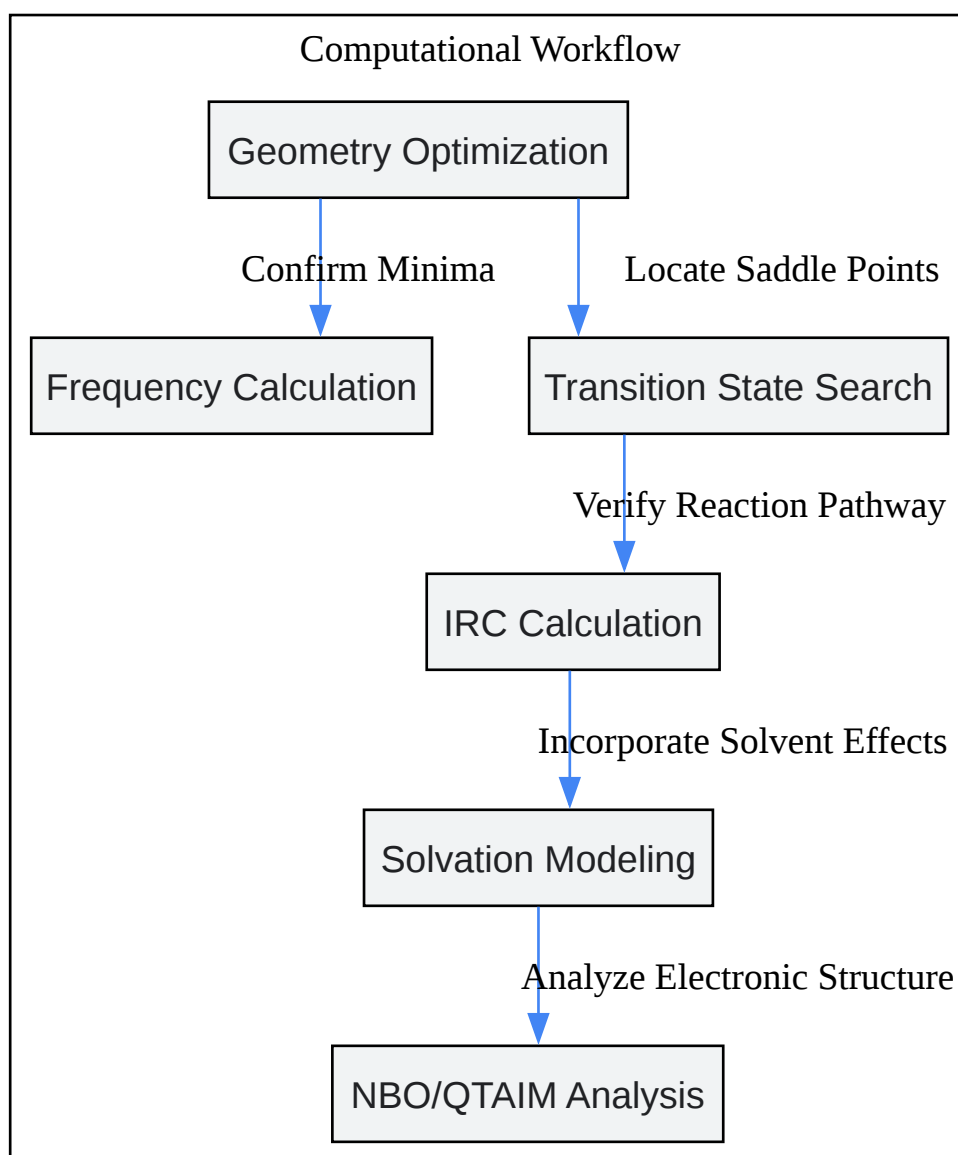 Computational Workflow
Geometry Optimization
Confirm Minima
Locate Saddle Points
Frequency Calculation
Transition State Search
Verify Reaction Pathway
IRC Calculation
Incorporate Solvent Effects
Solvation Modeling
Analyze Electronic Structure
NBO/QTAIM Analysis